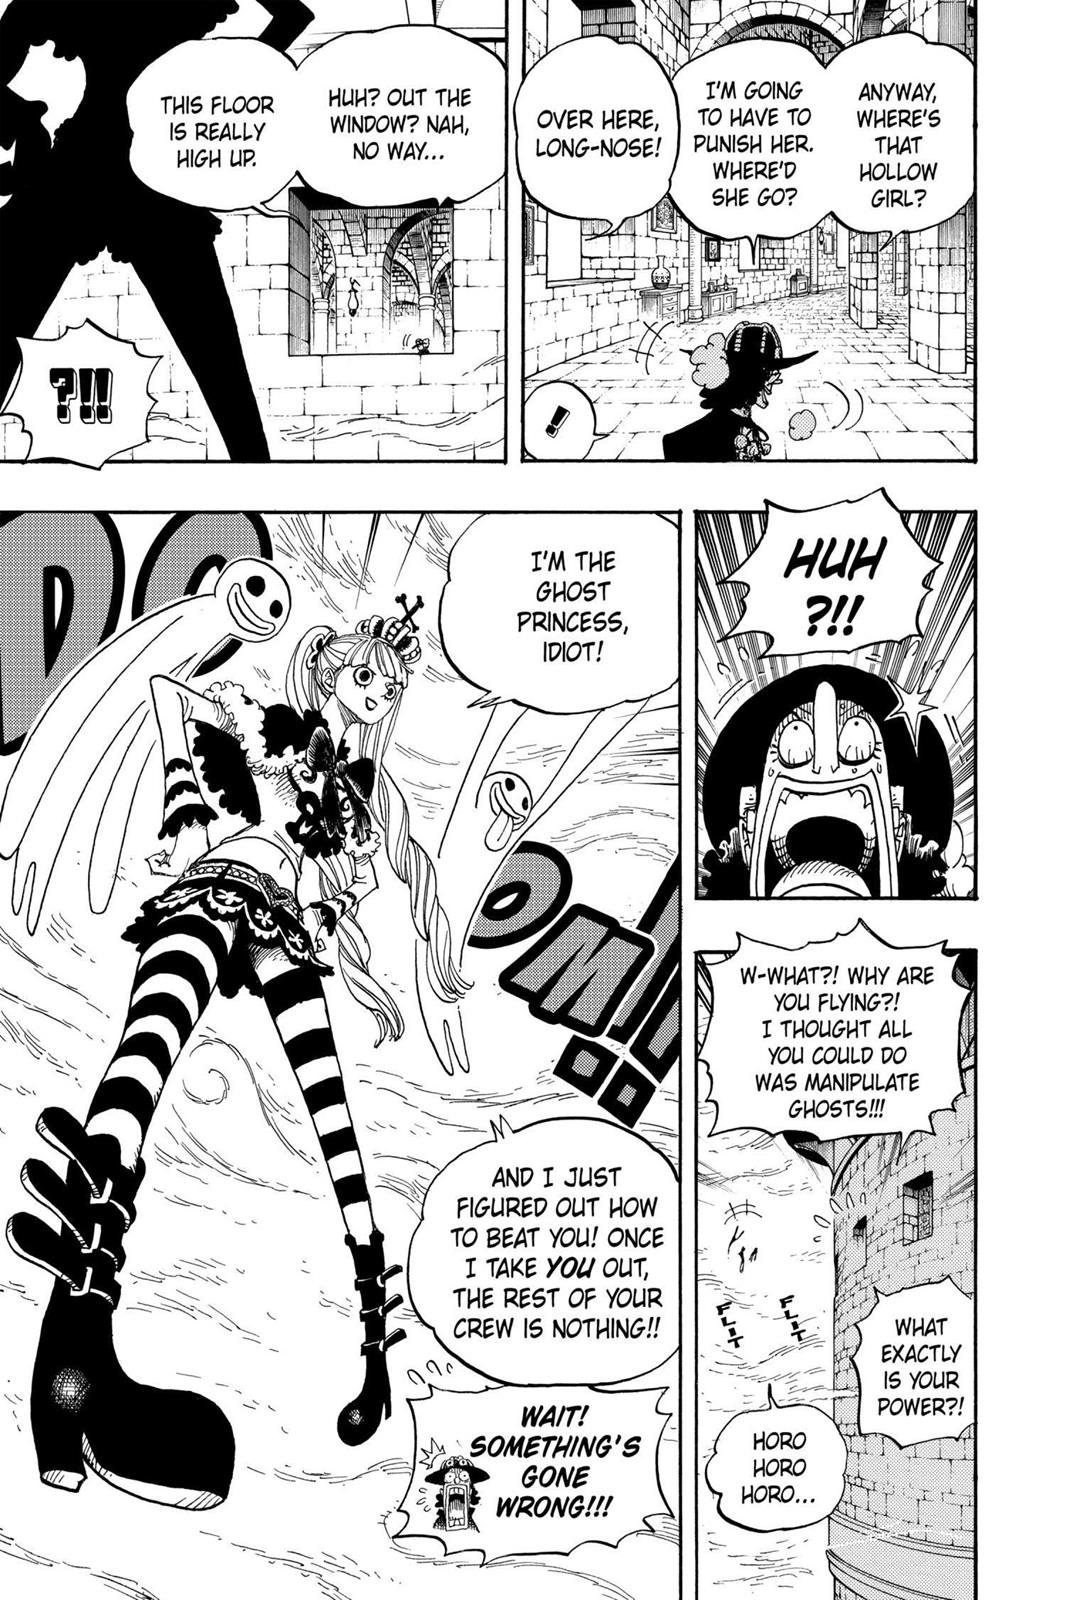 ANYWAY,
WHERE'S
THAT
HOLLOW
GIRL?
I'M GOING
TO HAVE TO
PUNISH HER.
WHERE'D
SHE GO?
OVER HERE,
LONG-NOSE!
!
HUH? OUT THE
WINDOW? NAH,
NO WAY...
THIS FLOOR
IS REALLY
HIGH UP.
?!!
HUH
?!!
I'M THE
GHOST
PRINCESS,
IDIOT!
DOOM!!
W-WHAT?! WHY ARE
YOU FLYING?!
I THOUGHT ALL
YOU COULD DO
WAS MANIPULATE
GHOSTS!!!
FLIT
FLIT
WHAT
EXACTLY
IS YOUR
POWER?!
HORO
HORO
HORO...
AND I JUST
FIGURED OUT HOW
TO BEAT YOU! ONCE
I TAKE YOU OUT,
THE REST OF YOUR
CREW IS NOTHING!!
WAIT!
SOMETHING'S
GONE
WRONG!!!